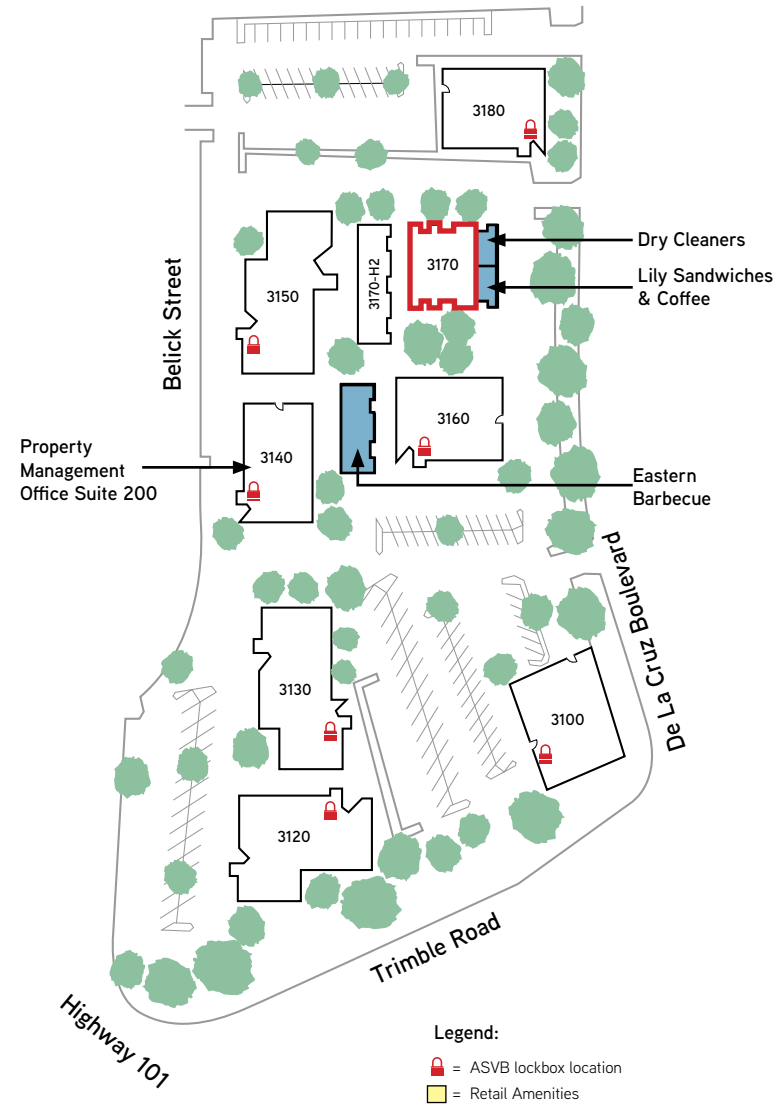 3180
Dry Cleaners
3170
3170-H2
Lily Sandwiches
& Coffee
3150
Belick Street
3160
3140
Property
Management
Office Suite 200
Eastern
Barbecue
De La Cruz Boulevard
3130
3100
3120
Trimble Road
Highway 101
Legend:
= ASVB lockbox location
= Retail Amenities